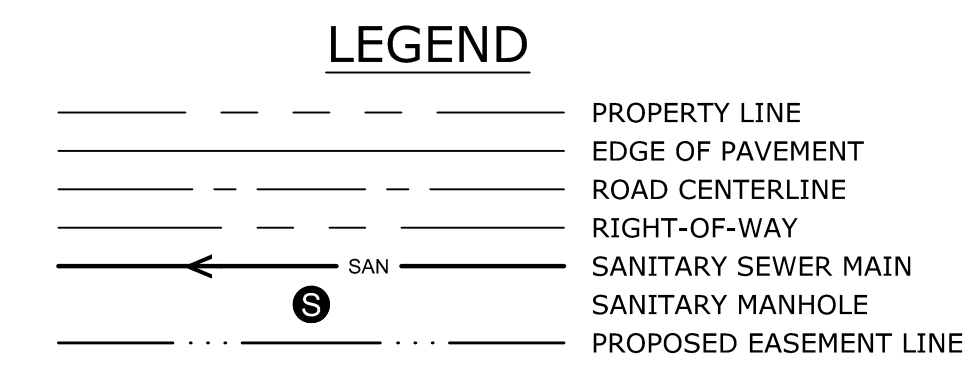 LEGEND
PROPERTY LINE
EDGE OF PAVEMENT
ROAD CENTERLINE
RIGHT-OF-WAY
SAN SANITARY SEWER MAIN
S SANITARY MANHOLE
PROPOSED EASEMENT LINE